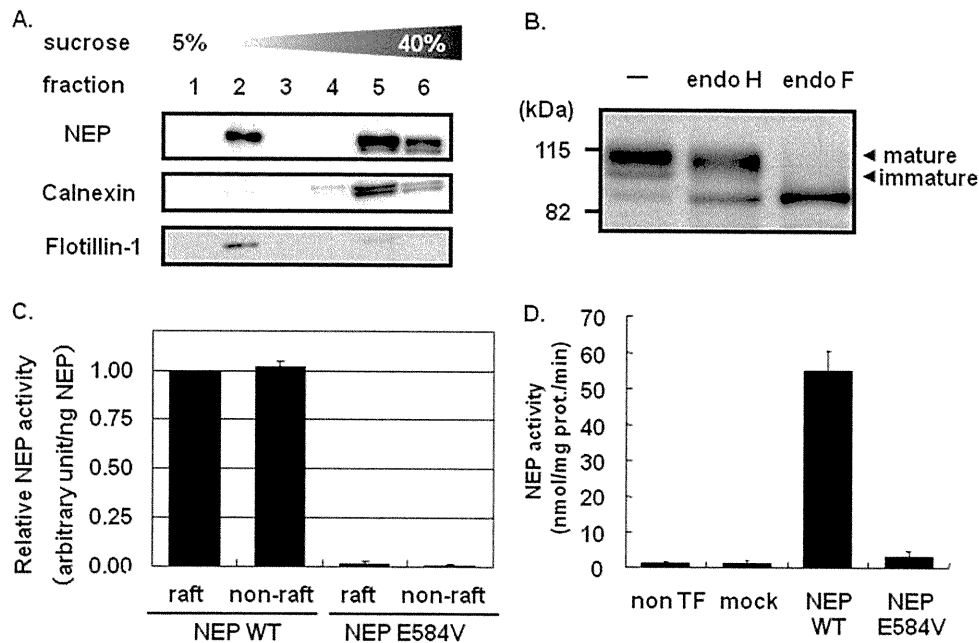 A.
sucrose 5% 40%
fraction 1 2 3 4 5 6
NEP
Calnexin
Flotillin-1
B.
— endo H endo F
(kDa)
115
82
mature
immature
C.
Relative NEP activity
(arbitrary unit/ng NEP)
1.00
0.75
0.50
0.25
0.00
raft non-raft raft non-raft
NEP WT NEP E584V
D.
NEP activity
(nmol/mg prot./min)
70
60
50
40
30
20
10
0
non TF mock NEP WT NEP E584V